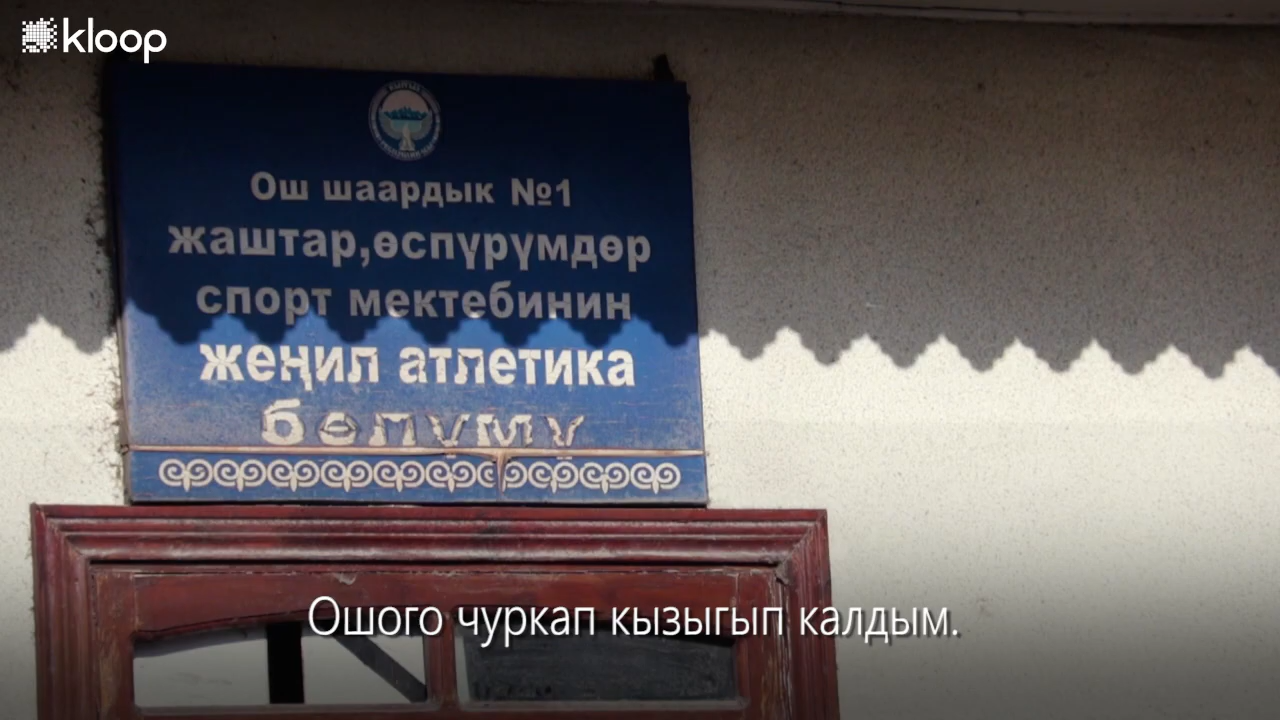 kloop
Ош шаардык №1
жаштар,өспүрүмдөр
спорт мектебинин
жеңил атлетика
бөлүмү
Ошого чуркап кызыгып калдым.